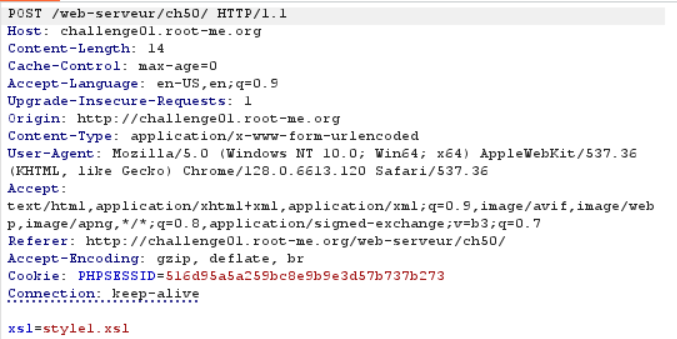 POST /web-serveur/ch50/ HTTP/1.1
Host: challenge01.root-me.org
Content-Length: 14
Cache-Control: max-age=0
Accept-Language: en-US,en;q=0.9
Upgrade-Insecure-Requests: 1
Origin: http://challenge01.root-me.org
Content-Type: application/x-www-form-urlencoded
User-Agent: Mozilla/5.0 (Windows NT 10.0; Win64; x64) AppleWebKit/537.36
(KHTML, like Gecko) Chrome/128.0.6613.120 Safari/537.36
Accept:
text/html,application/xhtml+xml,application/xml;q=0.9,image/avif,image/web
p,image/apng,*/*;q=0.8,application/signed-exchange;v=b3;q=0.7
Referer: http://challenge01.root-me.org/web-serveur/ch50/
Accept-Encoding: gzip, deflate, br
Cookie: PHPSESSID=516d95a5a259bc8e9b9e3d57b737b273
Connection: keep-alive
xsl=style1.xsl